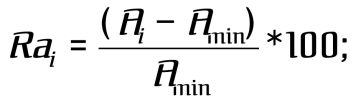 Ra_i = (A_i − A_min) / A_min *100;